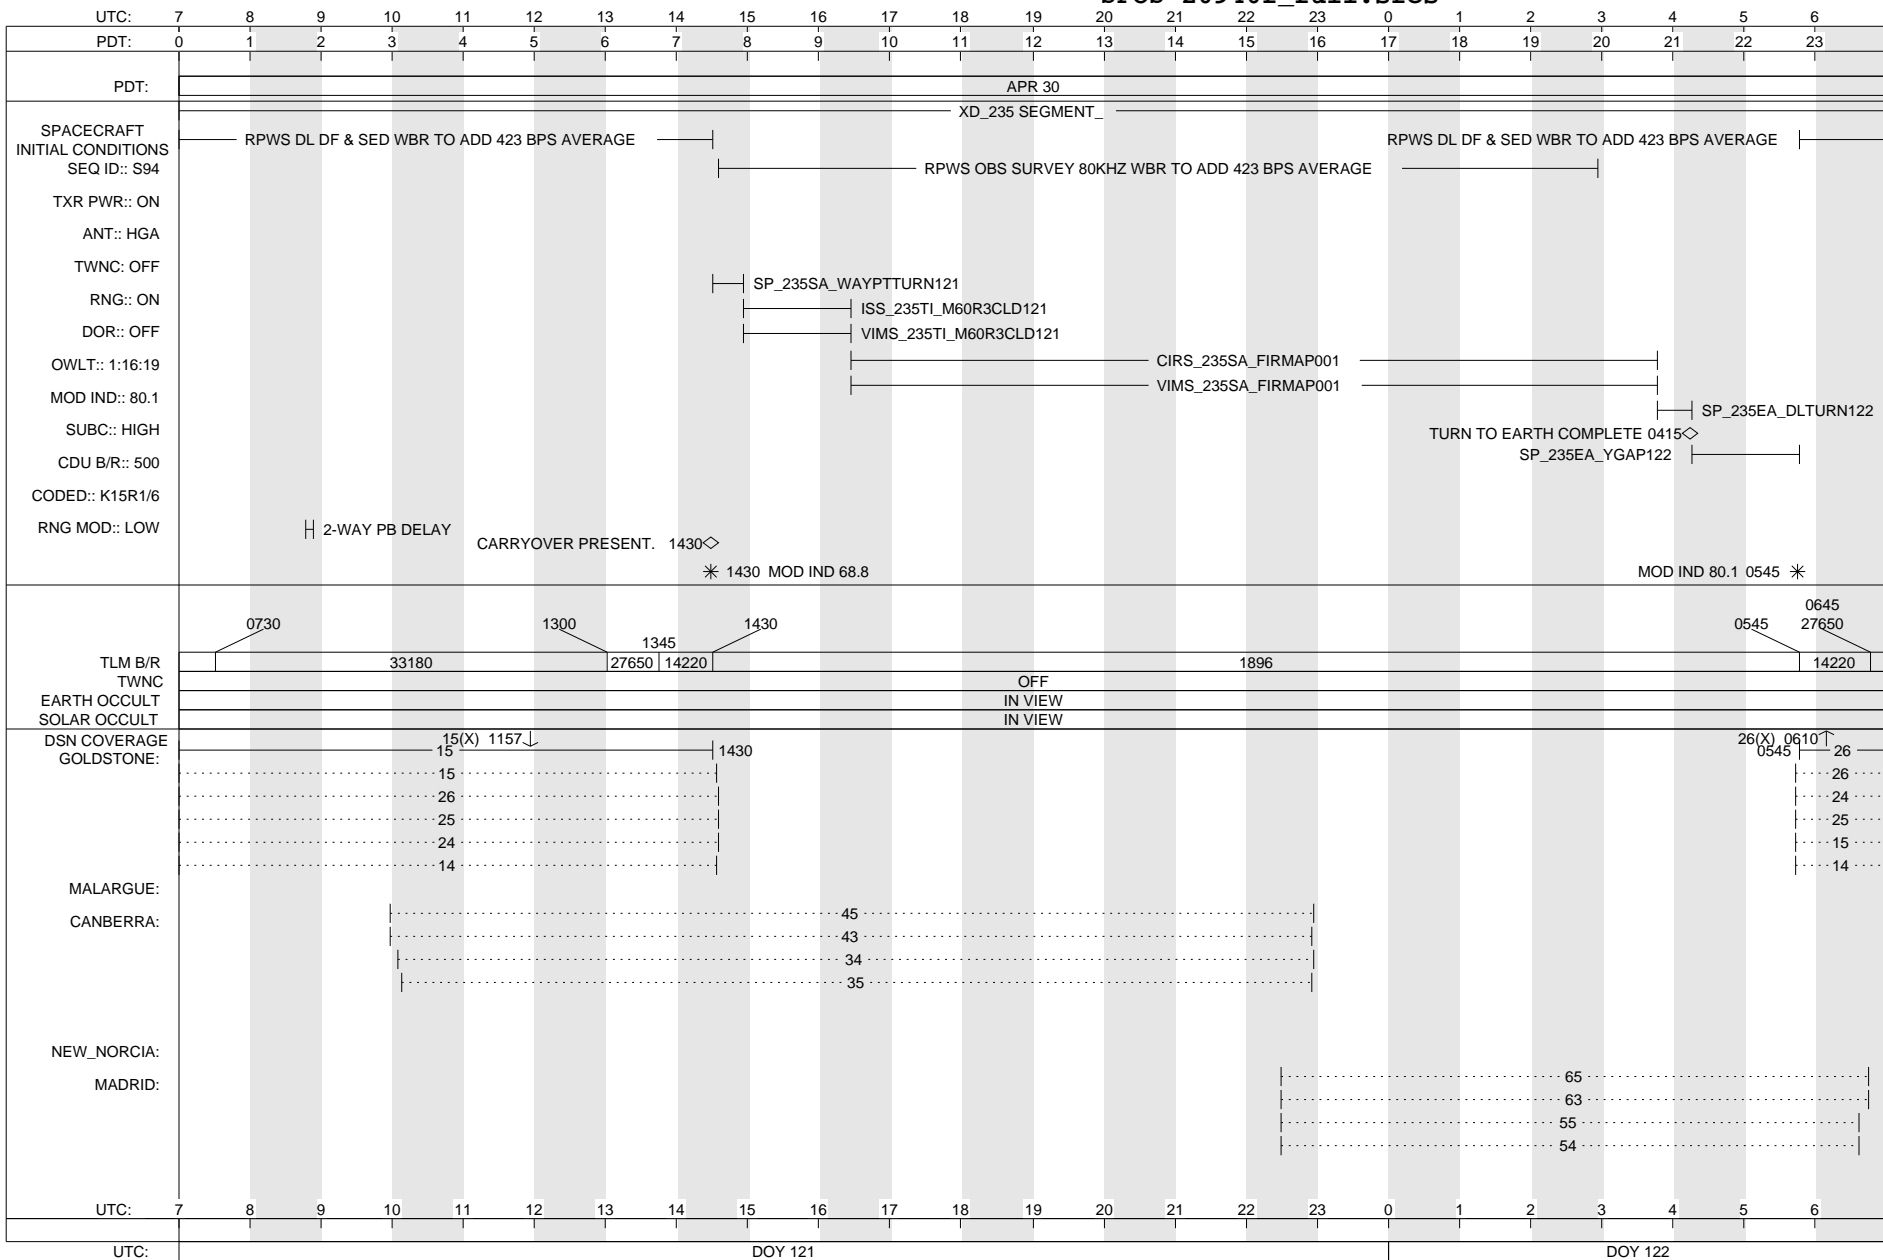 UTC: 7 8 9 10 11 12 13 14 15 16 17 18 19 20 21 22 23 0 1 2 3 4 5 6
PDT: 0 1 2 3 4 5 6 7 8 9 10 11 12 13 14 15 16 17 18 19 20 21 22 23
PDT: APR 30
XD_235 SEGMENT_
SPACECRAFT
INITIAL CONDITIONS
RPWS DL DF & SED WBR TO ADD 423 BPS AVERAGE
RPWS DL DF & SED WBR TO ADD 423 BPS AVERAGE
SEQ ID:: S94
RPWS OBS SURVEY 80KHZ WBR TO ADD 423 BPS AVERAGE
TXR PWR:: ON
ANT:: HGA
TWNC: OFF
SP_235SA_WAYPTTURN121
RNG:: ON
ISS_235TI_M60R3CLD121
DOR:: OFF
VIMS_235TI_M60R3CLD121
OWLT:: 1:16:19
CIRS_235SA_FIRMAP001
VIMS_235SA_FIRMAP001
MOD IND:: 80.1
SP_235EA_DLTURN122
SUBC:: HIGH
TURN TO EARTH COMPLETE 0415
SP_235EA_YGAP122
CDU B/R:: 500
CODED:: K15R1/6
RNG MOD:: LOW
2-WAY PB DELAY
CARRYOVER PRESENT. 1430
1430 MOD IND 68.8
MOD IND 80.1 0545
0730 1300 1345 1430 0545 0645
27650
TLM B/R 33180 27650 14220 1896 14220
TWNC OFF
EARTH OCCULT IN VIEW
SOLAR OCCULT IN VIEW
DSN COVERAGE
15(X) 1157 26(X) 0610
GOLDSTONE: 15 1430 0545 26
15 26
26 24
25 25
24 15
14 14
MALARGUE:
CANBERRA: 45
43
34
35
NEW_NORCIA:
MADRID: 65
63
55
54
UTC: 7 8 9 10 11 12 13 14 15 16 17 18 19 20 21 22 23 0 1 2 3 4 5 6
UTC: DOY 121 DOY 122